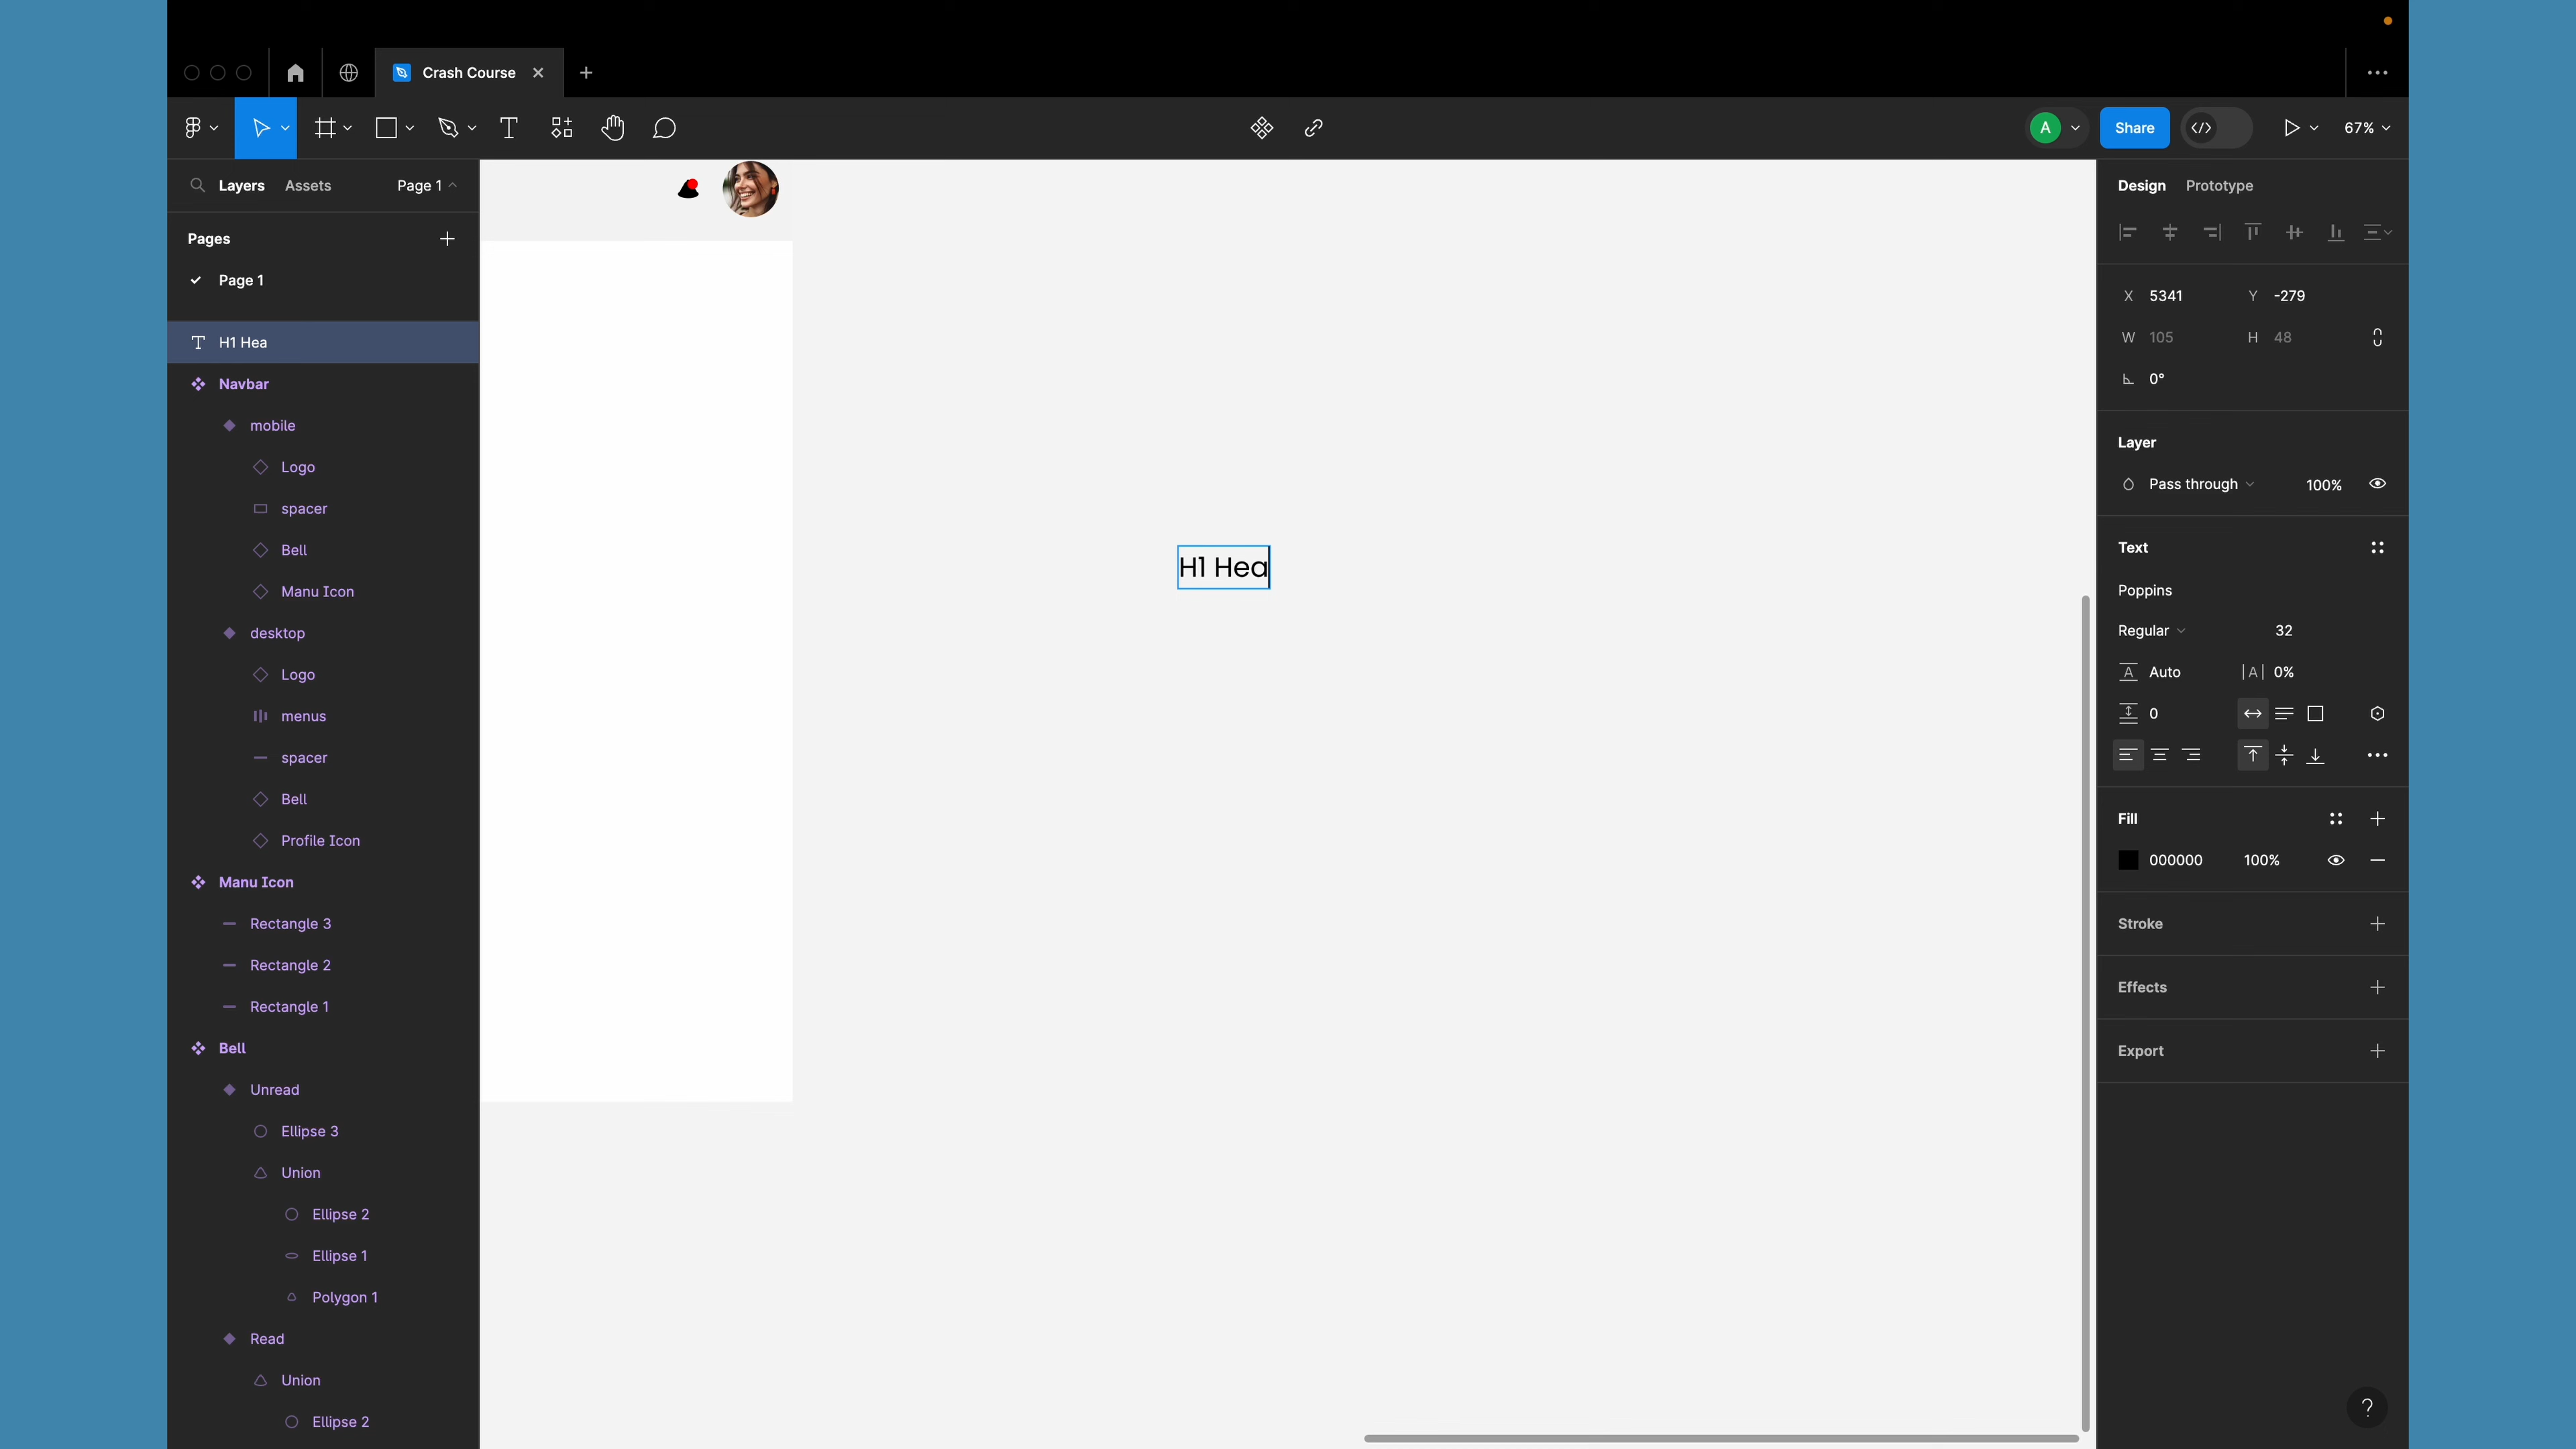 Crash Course
A
Share
67%
Layers
Assets
Page 1
Pages
Page 1
H1 Hea
Navbar
mobile
Logo
spacer
Bell
Manu Icon
desktop
Logo
menus
spacer
Bell
Profile Icon
Manu Icon
Rectangle 3
Rectangle 2
Rectangle 1
Bell
Unread
Ellipse 3
Union
Ellipse 2
Ellipse 1
Polygon 1
Read
Union
Ellipse 2
H1 Hea
Design Prototype
X 5341 Y -279
W 105 H 48
0°
Layer
Pass through 100%
Text
Poppins
Regular 32
Auto |A| 0%
0
Fill
000000 100%
Stroke
Effects
Export
?